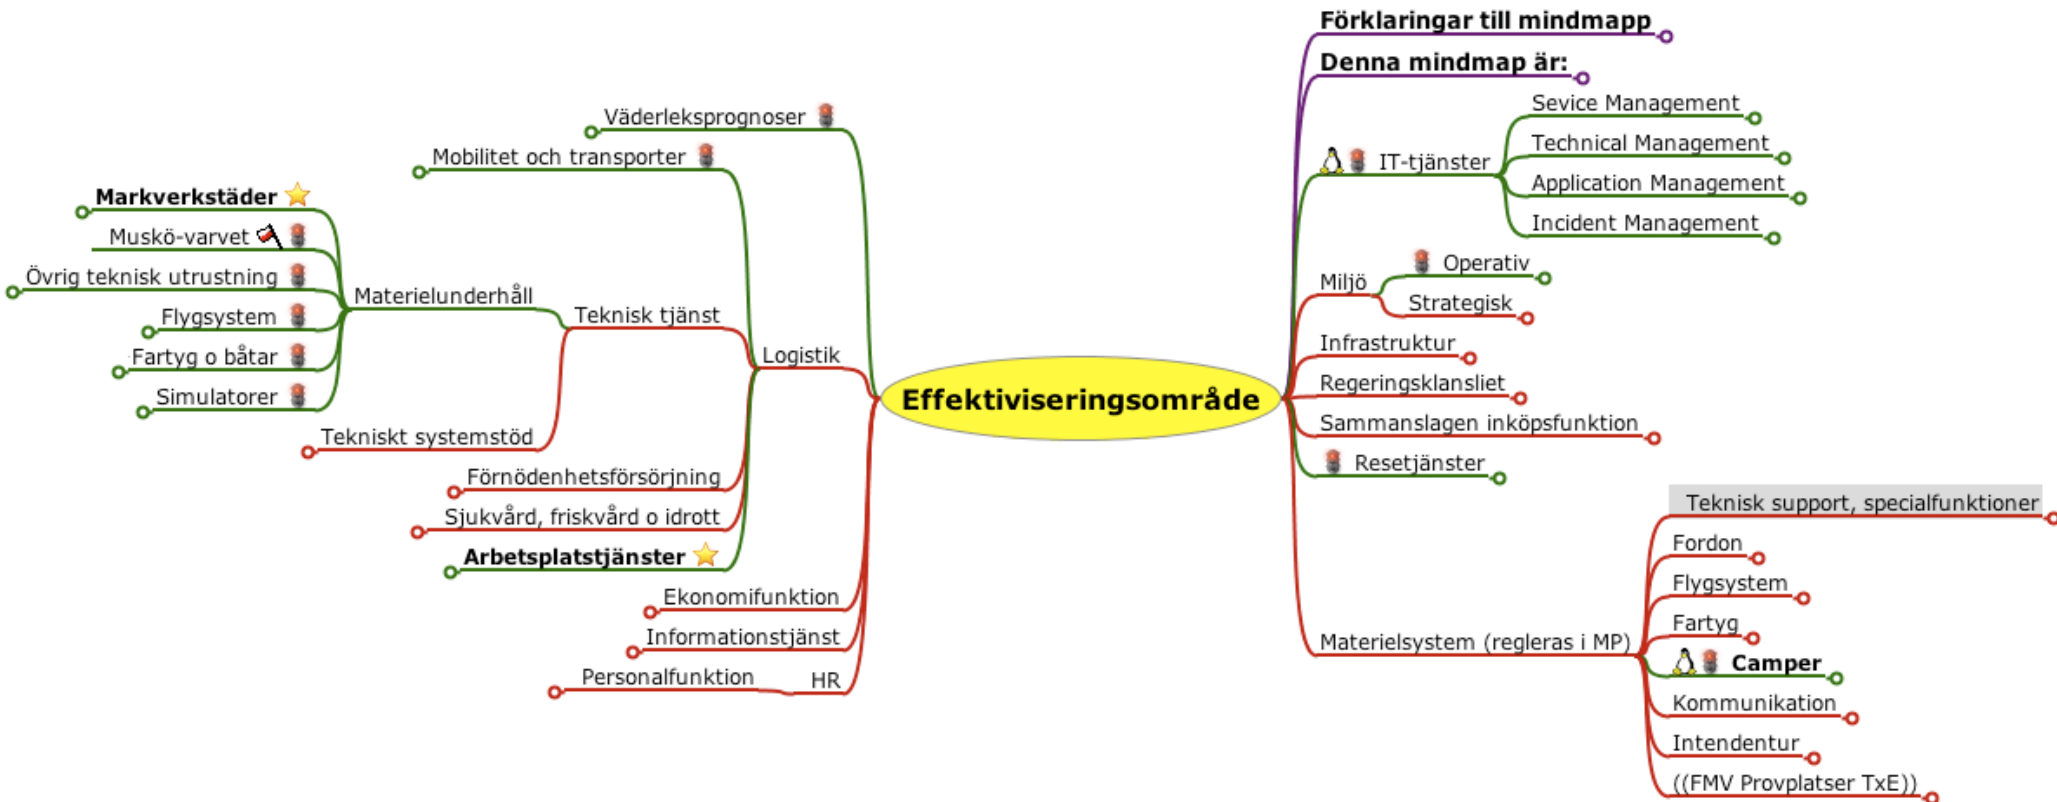 Förklaringar till mindmapp
Denna mindmap är:
Sevice Management
Technical Management
IT-tjänster
Application Management
Incident Management
Operativ
Miljö
Strategisk
Infrastruktur
Regeringsklansliet
Sammanslagen inköpsfunktion
Resetjänster
Teknisk support, specialfunktioner
Fordon
Flygsystem
Fartyg
Materielsystem (regleras i MP)
Camper
Kommunikation
Intendentur
((FMV Provplatser TxE))
Effektiviseringsområde
Väderleksprognoser
Mobilitet och transporter
Markverkstäder
Muskö-varvet
Övrig teknisk utrustning
Materielunderhåll
Flygsystem
Teknisk tjänst
Fartyg o båtar
Logistik
Simulatorer
Tekniskt systemstöd
Förnödenhetsförsörjning
Sjukvård, friskvård o idrott
Arbetsplatstjänster
Ekonomifunktion
Informationstjänst
Personalfunktion
HR